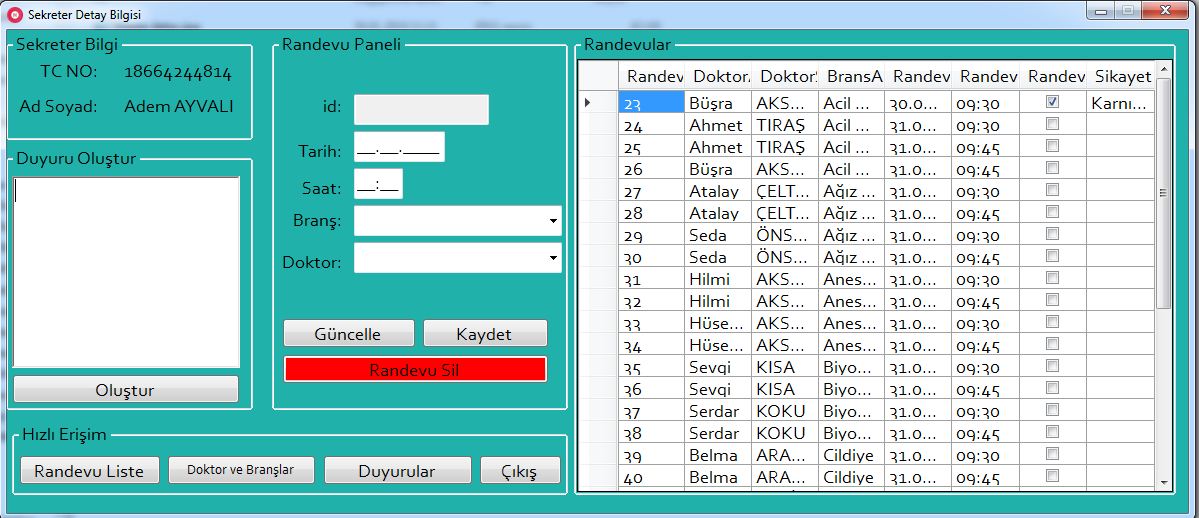 Sekreter Detay Bilgisi
Sekreter Bilgi
TC NO: 18664244814
Ad Soyad: Adem AYVALI
Duyuru Oluştur
Oluştur
Randevu Paneli
id:
Tarih: __.__.____
Saat: __:__
Branş:
Doktor:
Güncelle Kaydet
Randevu Sil
Hızlı Erişim
Randevu Liste Doktor ve Branşlar Duyurular Çıkış
Randevular
Randev DoktorA DoktorS BransA Randev Randev Randev Sikayet
23 Büşra AKS... Acil ... 30.0... 09:30 Karnı...
24 Ahmet TIRAŞ Acil ... 31.0... 09:30
25 Ahmet TIRAŞ Acil ... 31.0... 09:45
26 Büşra AKS... Acil ... 31.0... 09:45
27 Atalay ÇELT... Ağız ... 31.0... 09:30
28 Atalay ÇELT... Ağız ... 31.0... 09:45
29 Seda ÖNS... Ağız ... 31.0... 09:30
30 Seda ÖNS... Ağız ... 31.0... 09:45
31 Hilmi AKS... Anes... 31.0... 09:30
32 Hilmi AKS... Anes... 31.0... 09:45
33 Hüse... AKS... Anes... 31.0... 09:30
34 Hüse... AKS... Anes... 31.0... 09:45
35 Sevgi KISA Biyo... 31.0... 09:30
36 Sevgi KISA Biyo... 31.0... 09:45
37 Serdar KOKU Biyo... 31.0... 09:30
38 Serdar KOKU Biyo... 31.0... 09:45
39 Belma ARA... Cildiye 31.0... 09:30
40 Belma ARA... Cildiye 31.0... 09:45